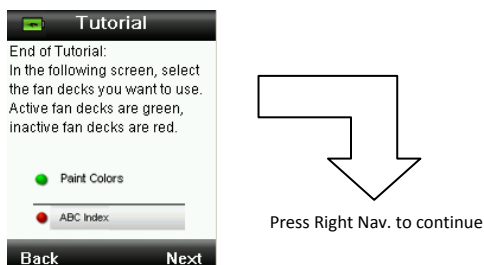 Tutorial
End of Tutorial:
In the following screen, select
the fan decks you want to use.
Active fan decks are green,
inactive fan decks are red.
Paint Colors
ABC Index
Back Next
Press Right Nav. to continue